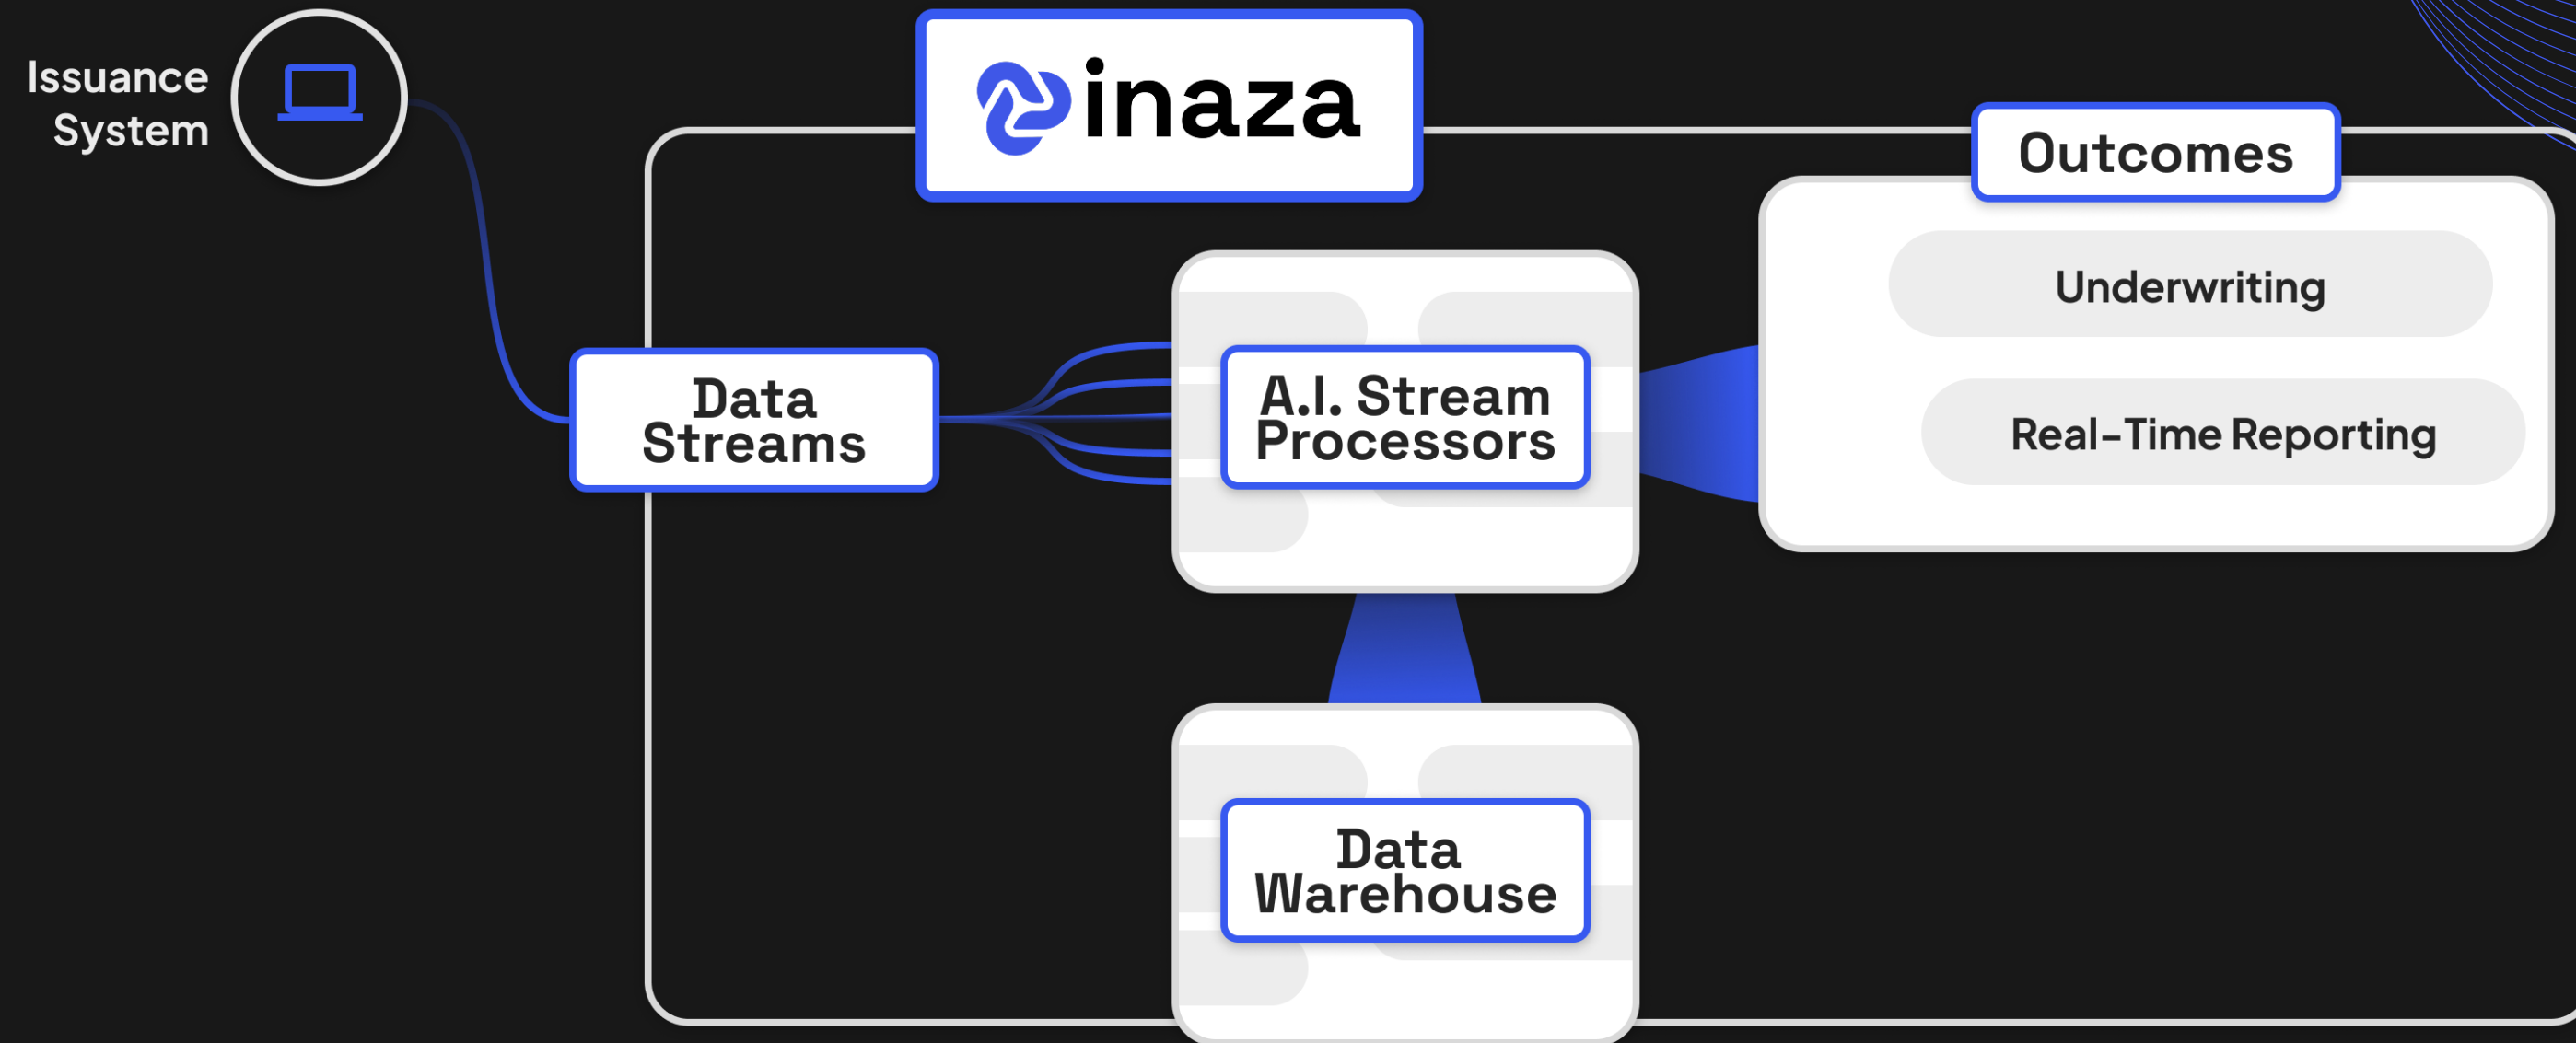 Issuance
System
inaza
Outcomes
Underwriting
Real-Time Reporting
Data
Streams
A.I. Stream
Processors
Data
Warehouse